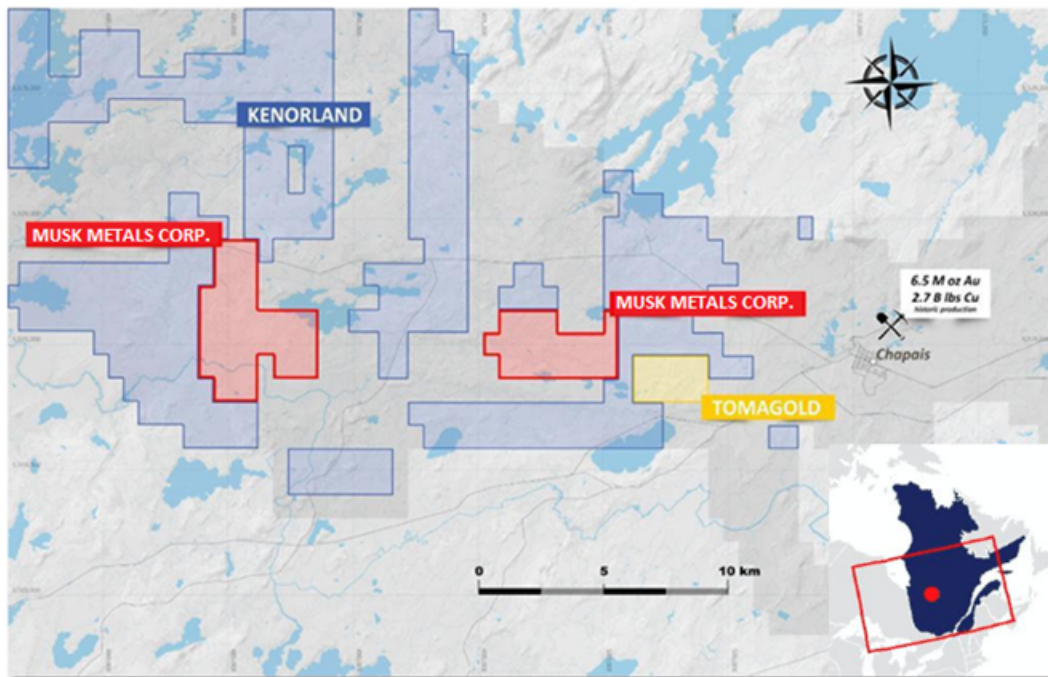 KENORLAND
MUSK METALS CORP.
6.5 M oz Au
2.7 B lbs Cu
historic production
MUSK METALS CORP.
Chapais
TOMAGOLD
0 5 10 km